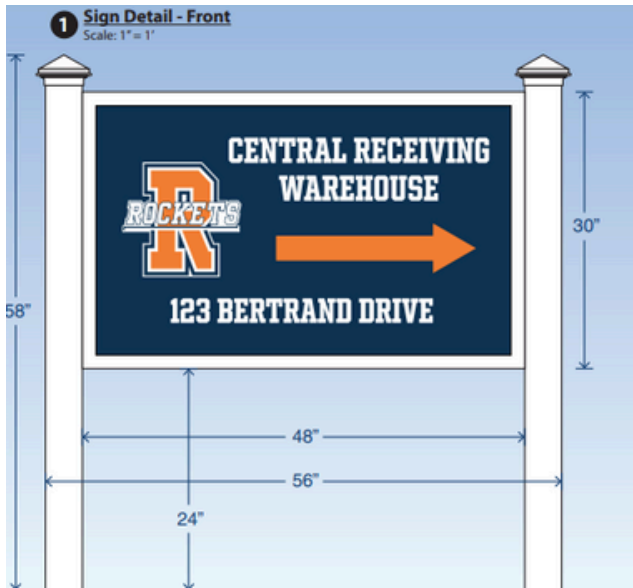 1 Sign Detail - Front
Scale: 1" = 1'
CENTRAL RECEIVING
WAREHOUSE
R
ROCKETS
123 BERTRAND DRIVE
30"
58"
48"
56"
24"